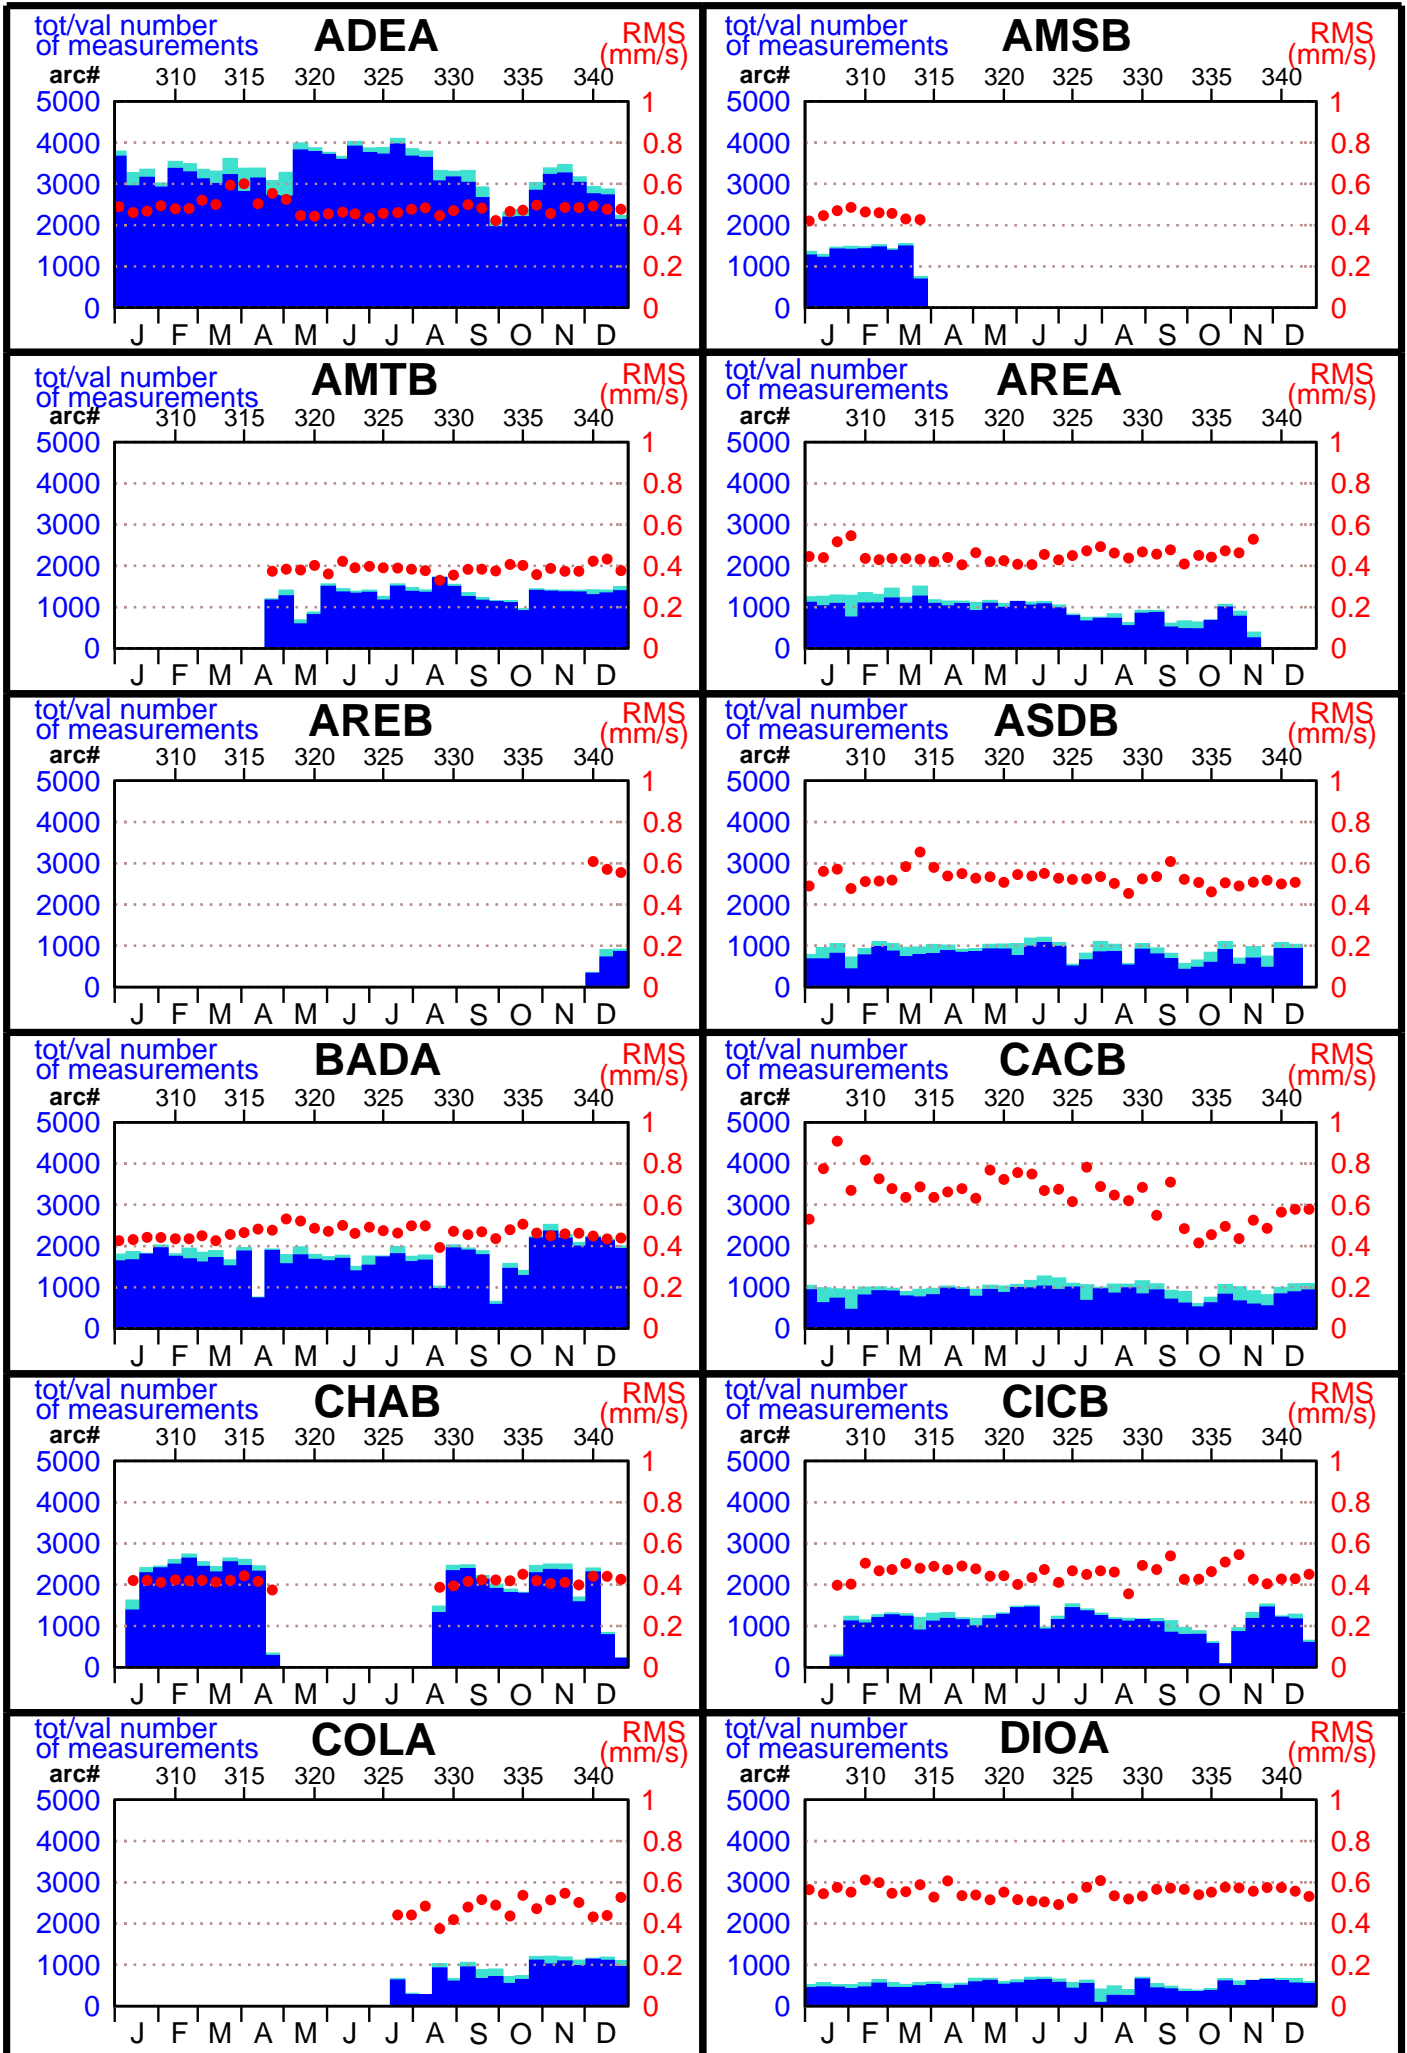 tot/val number
of measurements
ADEA
RMS
(mm/s)
arc# 310 315 320 325 330 335 340
5000 1
4000 0.8
3000 0.6
2000 0.4
1000 0.2
0 0
J F M A M J J A S O N D
tot/val number
of measurements
AMSB
RMS
(mm/s)
arc# 310 315 320 325 330 335 340
5000 1
4000 0.8
3000 0.6
2000 0.4
1000 0.2
0 0
J F M A M J J A S O N D
tot/val number
of measurements
AMTB
RMS
(mm/s)
arc# 310 315 320 325 330 335 340
5000 1
4000 0.8
3000 0.6
2000 0.4
1000 0.2
0 0
J F M A M J J A S O N D
tot/val number
of measurements
AREA
RMS
(mm/s)
arc# 310 315 320 325 330 335 340
5000 1
4000 0.8
3000 0.6
2000 0.4
1000 0.2
0 0
J F M A M J J A S O N D
tot/val number
of measurements
AREB
RMS
(mm/s)
arc# 310 315 320 325 330 335 340
5000 1
4000 0.8
3000 0.6
2000 0.4
1000 0.2
0 0
J F M A M J J A S O N D
tot/val number
of measurements
ASDB
RMS
(mm/s)
arc# 310 315 320 325 330 335 340
5000 1
4000 0.8
3000 0.6
2000 0.4
1000 0.2
0 0
J F M A M J J A S O N D
tot/val number
of measurements
BADA
RMS
(mm/s)
arc# 310 315 320 325 330 335 340
5000 1
4000 0.8
3000 0.6
2000 0.4
1000 0.2
0 0
J F M A M J J A S O N D
tot/val number
of measurements
CACB
RMS
(mm/s)
arc# 310 315 320 325 330 335 340
5000 1
4000 0.8
3000 0.6
2000 0.4
1000 0.2
0 0
J F M A M J J A S O N D
tot/val number
of measurements
CHAB
RMS
(mm/s)
arc# 310 315 320 325 330 335 340
5000 1
4000 0.8
3000 0.6
2000 0.4
1000 0.2
0 0
J F M A M J J A S O N D
tot/val number
of measurements
CICB
RMS
(mm/s)
arc# 310 315 320 325 330 335 340
5000 1
4000 0.8
3000 0.6
2000 0.4
1000 0.2
0 0
J F M A M J J A S O N D
tot/val number
of measurements
COLA
RMS
(mm/s)
arc# 310 315 320 325 330 335 340
5000 1
4000 0.8
3000 0.6
2000 0.4
1000 0.2
0 0
J F M A M J J A S O N D
tot/val number
of measurements
DIOA
RMS
(mm/s)
arc# 310 315 320 325 330 335 340
5000 1
4000 0.8
3000 0.6
2000 0.4
1000 0.2
0 0
J F M A M J J A S O N D